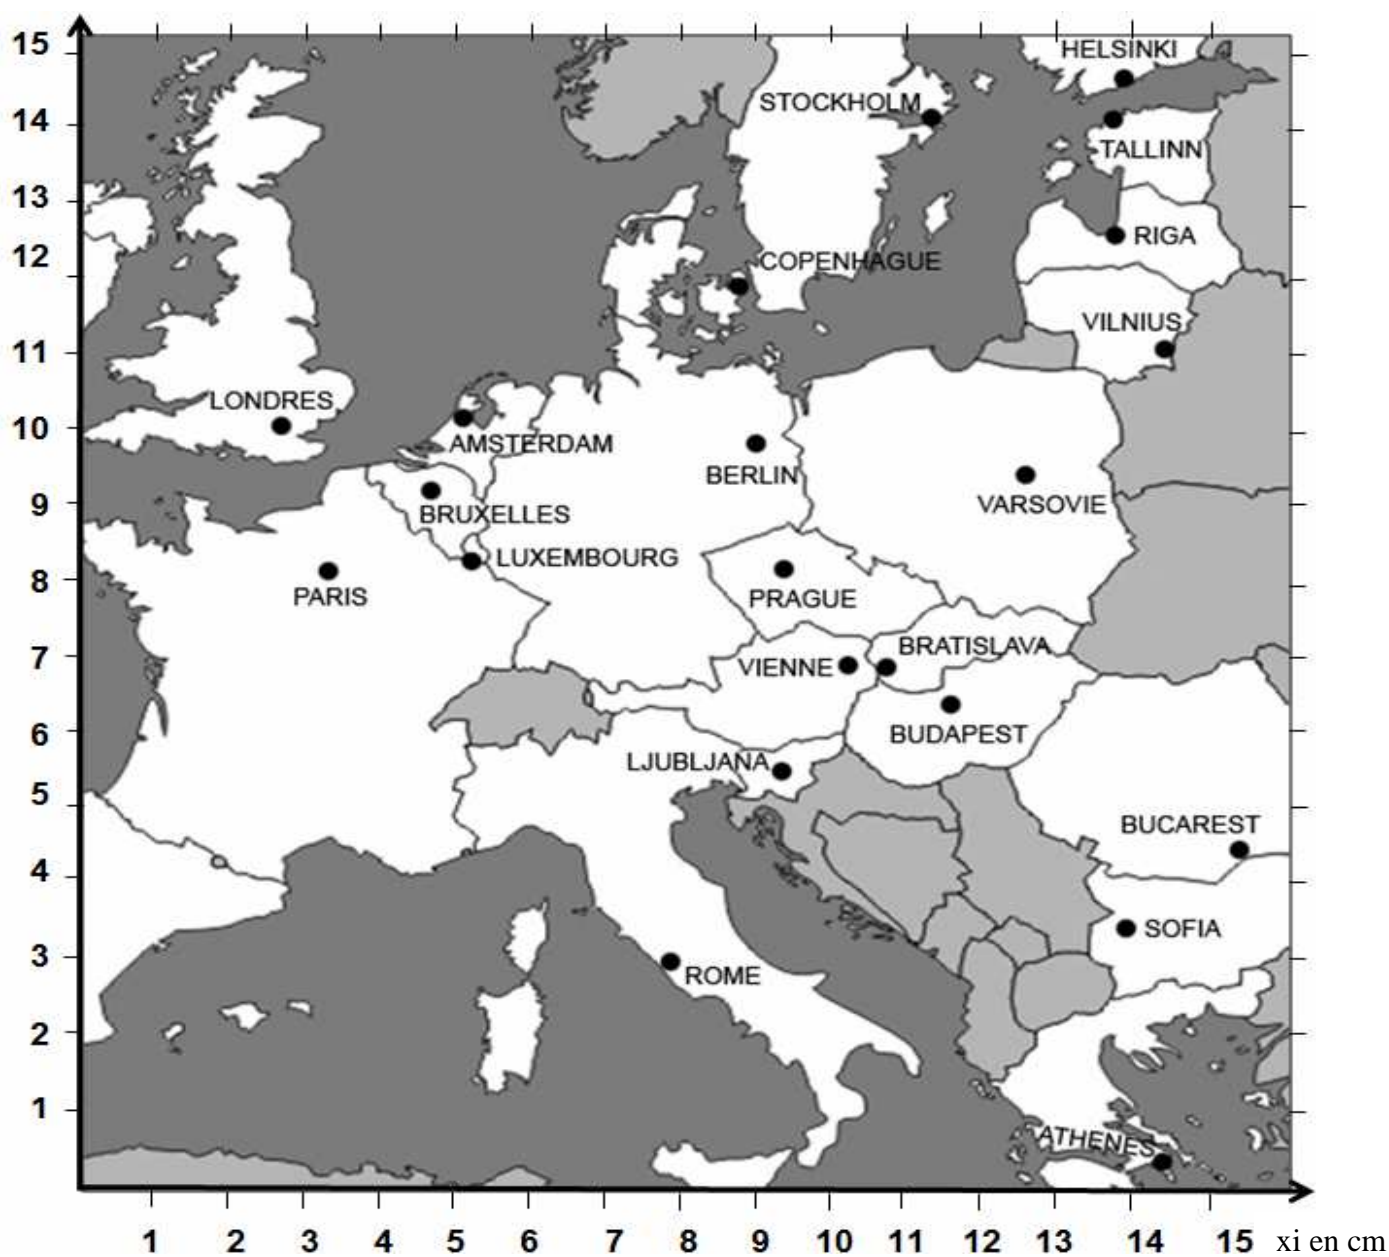 15
HELSINKI
STOCKHOLM
14
TALLINN
13
RIGA
12
COPENHAGUE
VILNIUS
11
LONDRES
10
AMSTERDAM
BERLIN
VARSOVIE
9
BRUXELLES
LUXEMBOURG
8
PARIS
PRAGUE
BRATISLAVA
7
VIENNE
6
BUDAPEST
LJUBLJANA
5
BUCAREST
4
SOFIA
3
ROME
2
1
ATHENES
1 2 3 4 5 6 7 8 9 10 11 12 13 14 15 xi en cm